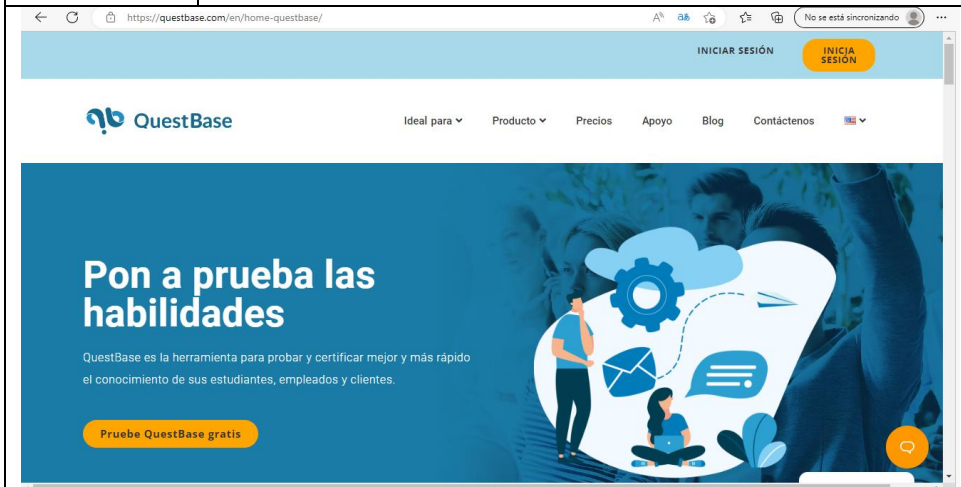 https://questbase.com/en/home-questbase/
No se está sincronizando
INICIAR SESIÓN
INICIA
SESIÓN
QuestBase
Ideal para
Producto
Precios
Apoyo
Blog
Contáctenos
Pon a prueba las
habilidades
QuestBase es la herramienta para probar y certificar mejor y más rápido
el conocimiento de sus estudiantes, empleados y clientes.
Pruebe QuestBase gratis